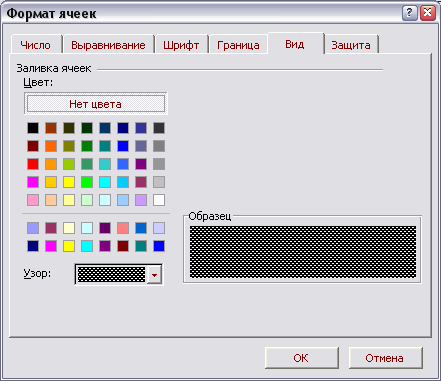 Формат ячеек
Число Выравнивание Шрифт Граница Вид Защита
Заливка ячеек
Цвет:
Нет цвета
Образец
Узор:
ОК Отмена